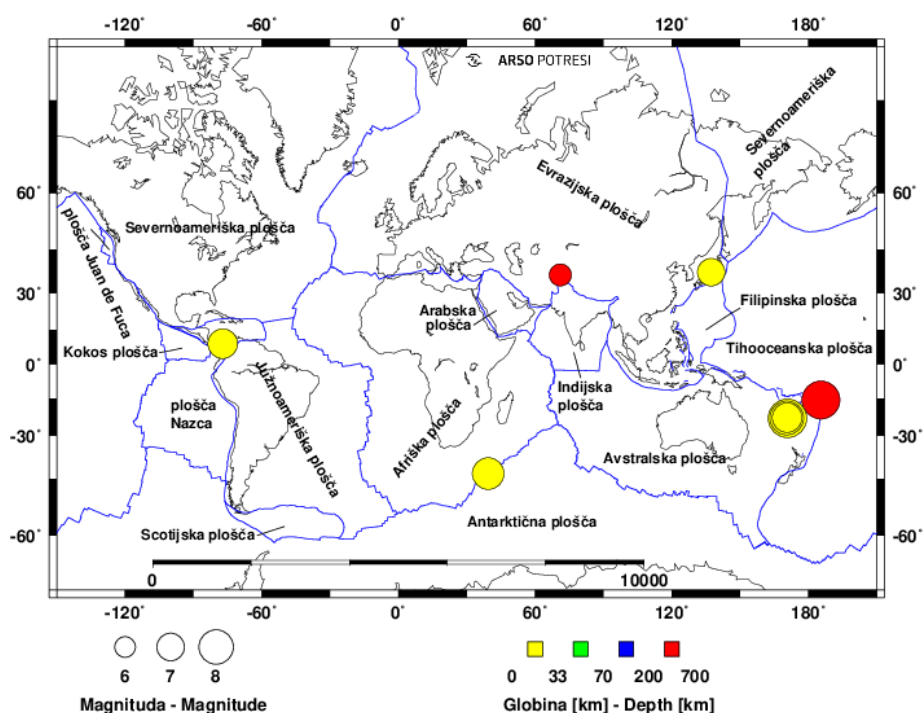 -120° -60° 0° 60° 120° 180°
ARSO POTRESI
Severnoameriška
plošča
Evrazijska plošča
60° 60°
Severnoameriška plošča
plošča Juan de Fuca
30° 30°
Arabska
plošča
Filipinska plošča
Kokos plošča
Tihooceanska plošča
0° 0°
Južnoameriška plošča
Indijska
plošča
plošča
Nazca
Afriška plošča
-30° -30°
Avstralska plošča
Antarktična plošča
Scotijska plošča
-60° -60°
0 10000
-120° -60° 0° 60° 120° 180°
6 7 8
0 33 70 200 700
Magnituda - Magnitude
Globina [km] - Depth [km]